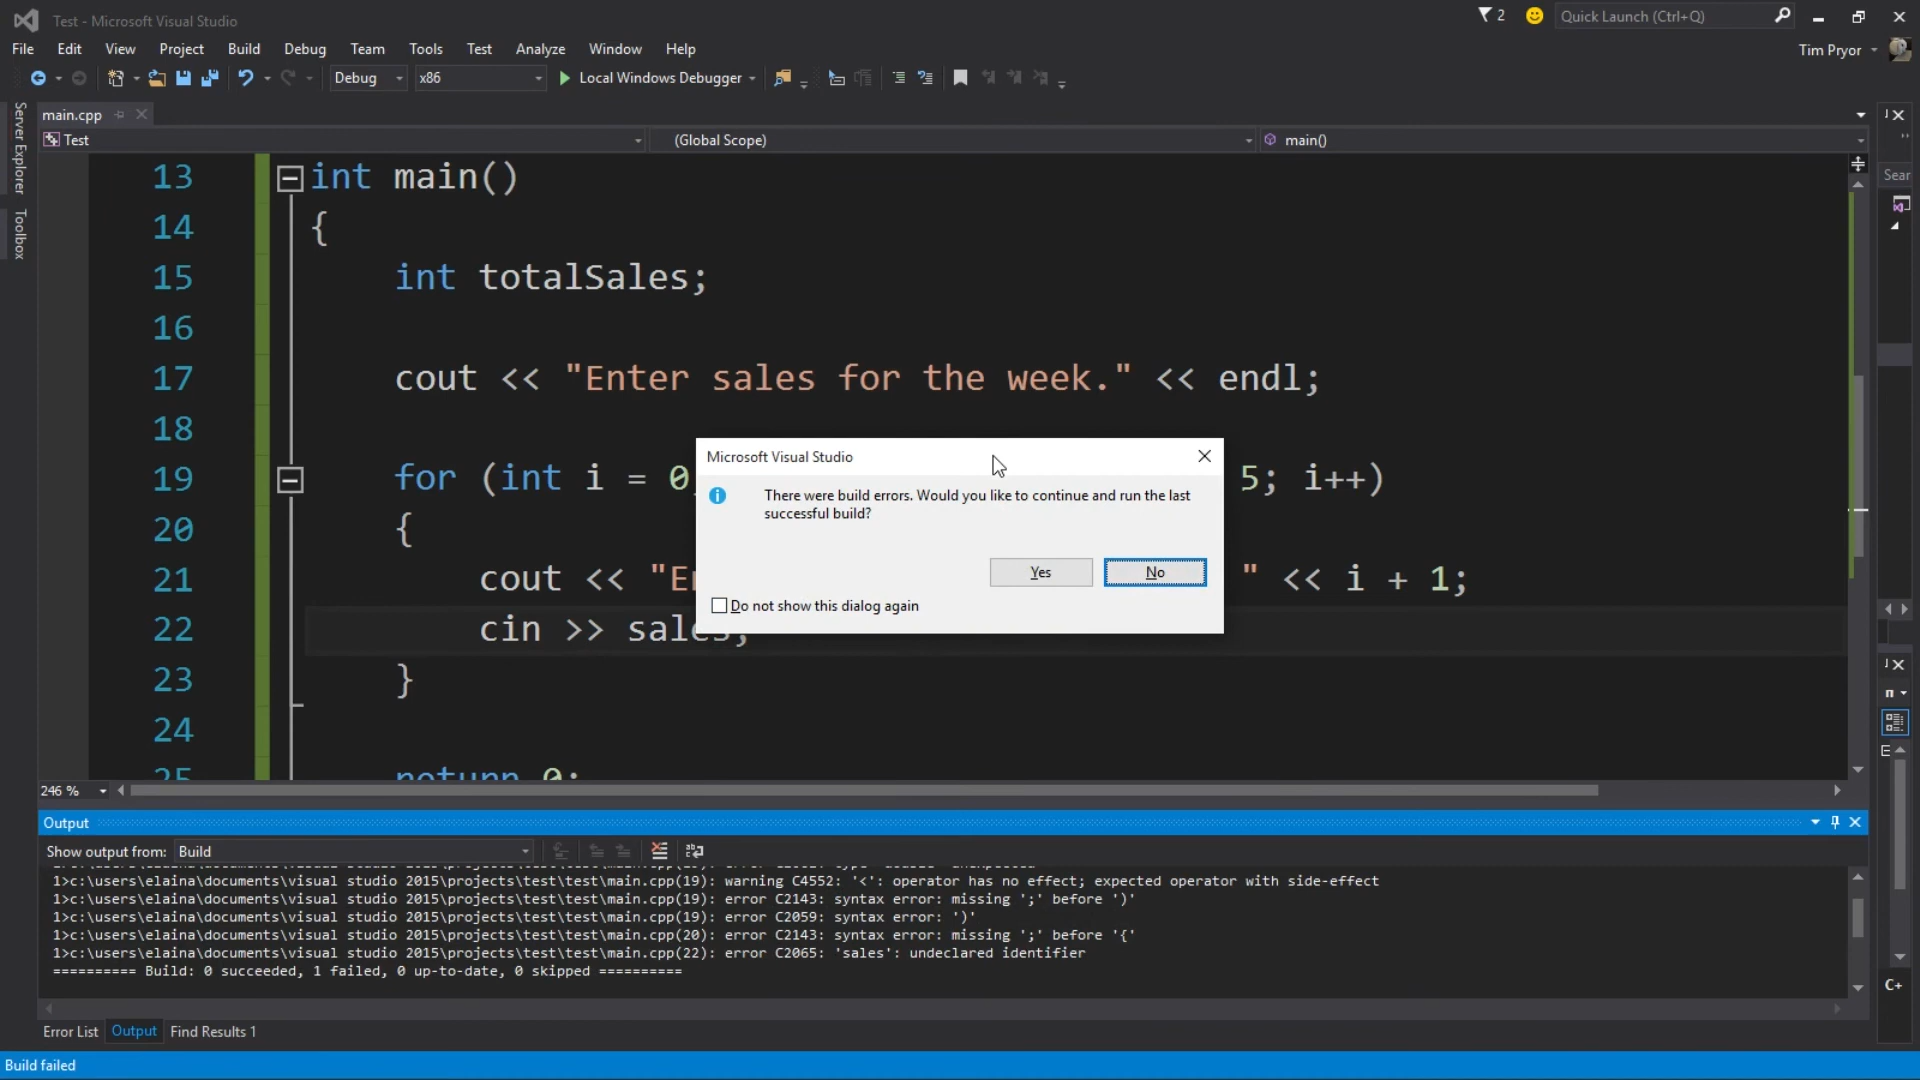 Test - Microsoft Visual Studio
2
Quick Launch (Ctrl+Q)
File Edit View Project Build Debug Team Tools Test Analyze Window Help
Tim Pryor
Debug x86 Local Windows Debugger
Server Explorer
Toolbox
main.cpp
Test (Global Scope) main()
Sear
13 int main()
14 {
15 int totalSales;
16
17 cout << "Enter sales for the week." << endl;
18
19 for (int i = 0 5; i++)
20 {
21 cout << "E " << i + 1;
22 cin >> sales;
23 }
24
25 return 0;
Microsoft Visual Studio
There were build errors. Would you like to continue and run the last
successful build?
Yes No
Do not show this dialog again
246 %
Output
Show output from: Build
1>c:\users\elaina\documents\visual studio 2015\projects\test\test\main.cpp(19): warning C4552: '<': operator has no effect; expected operator with side-effect
1>c:\users\elaina\documents\visual studio 2015\projects\test\test\main.cpp(19): error C2143: syntax error: missing ';' before ')'
1>c:\users\elaina\documents\visual studio 2015\projects\test\test\main.cpp(19): error C2059: syntax error: ')'
1>c:\users\elaina\documents\visual studio 2015\projects\test\test\main.cpp(20): error C2143: syntax error: missing ';' before '{'
1>c:\users\elaina\documents\visual studio 2015\projects\test\test\main.cpp(22): error C2065: 'sales': undeclared identifier
========== Build: 0 succeeded, 1 failed, 0 up-to-date, 0 skipped ==========
C+
Error List Output Find Results 1
Build failed